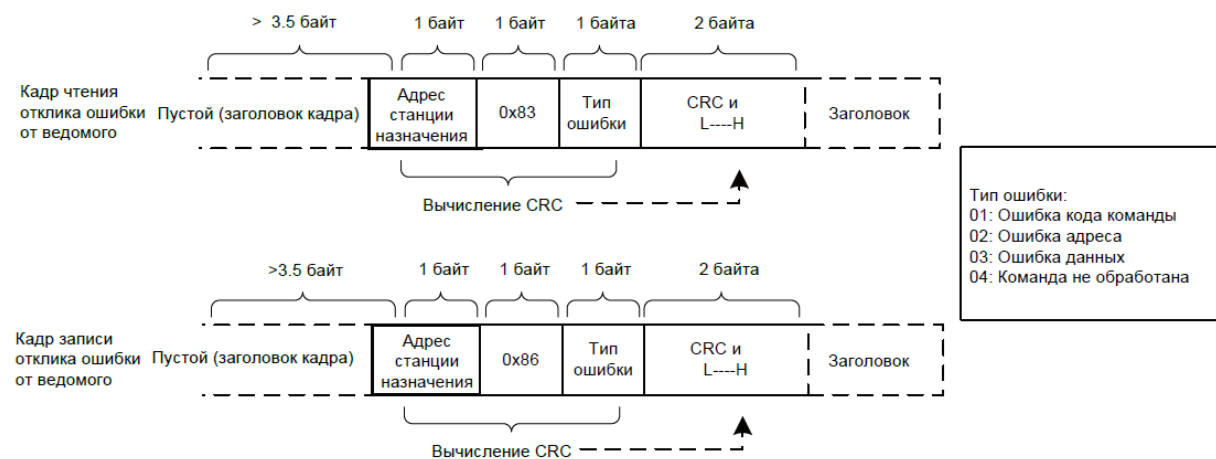 > 3.5 байт
1 байт
1 байт
1 байта
2 байт
Кадр чтения
отклика ошибки
от ведомого
Пустой (заголовок кадра)
Адрес
станции
назначения
0x83
Тип
ошибки
CRC и
L----H
Заголовок
Вычисление CRC
Тип ошибки:
01: Ошибка кода команды
02: Ошибка адреса
03: Ошибка данных
04: Команда не обработана
>3.5 байт
1 байт
1 байт
1 байта
2 байта
Кадр записи
отклика ошибки
от ведомого
Пустой (заголовок кадра)
Адрес
станции
назначения
0x86
Тип
ошибки
CRC и
L----H
Заголовок
Вычисление CRC